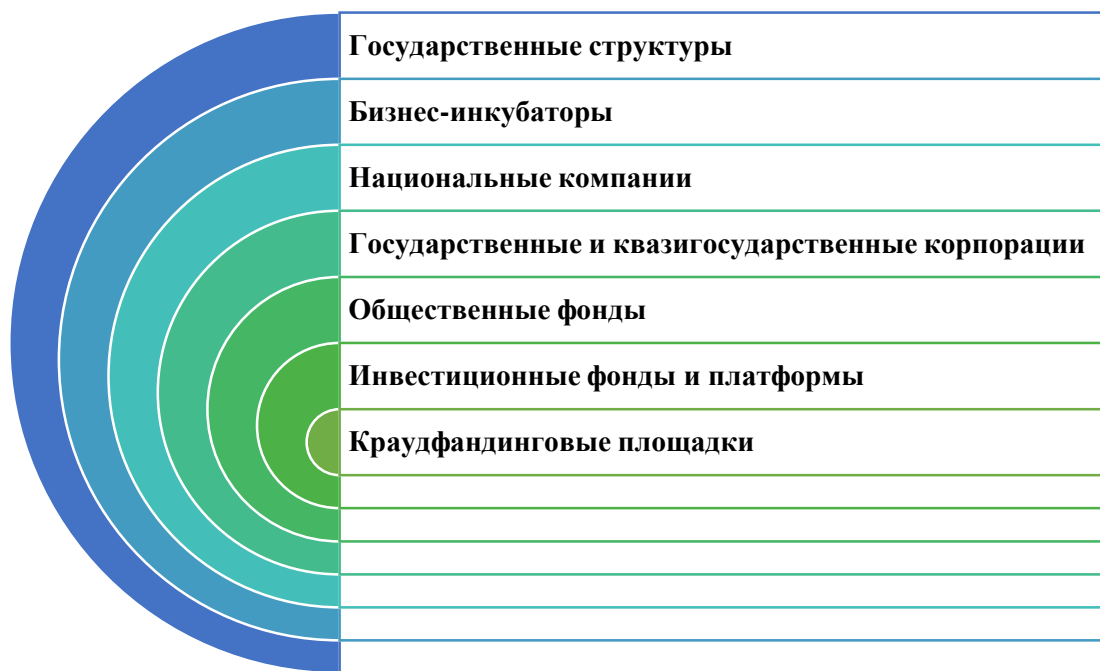 Государственные структуры
Бизнес-инкубаторы
Национальные компании
Государственные и квазигосударственные корпорации
Общественные фонды
Инвестиционные фонды и платформы
Краудфандинговые площадки